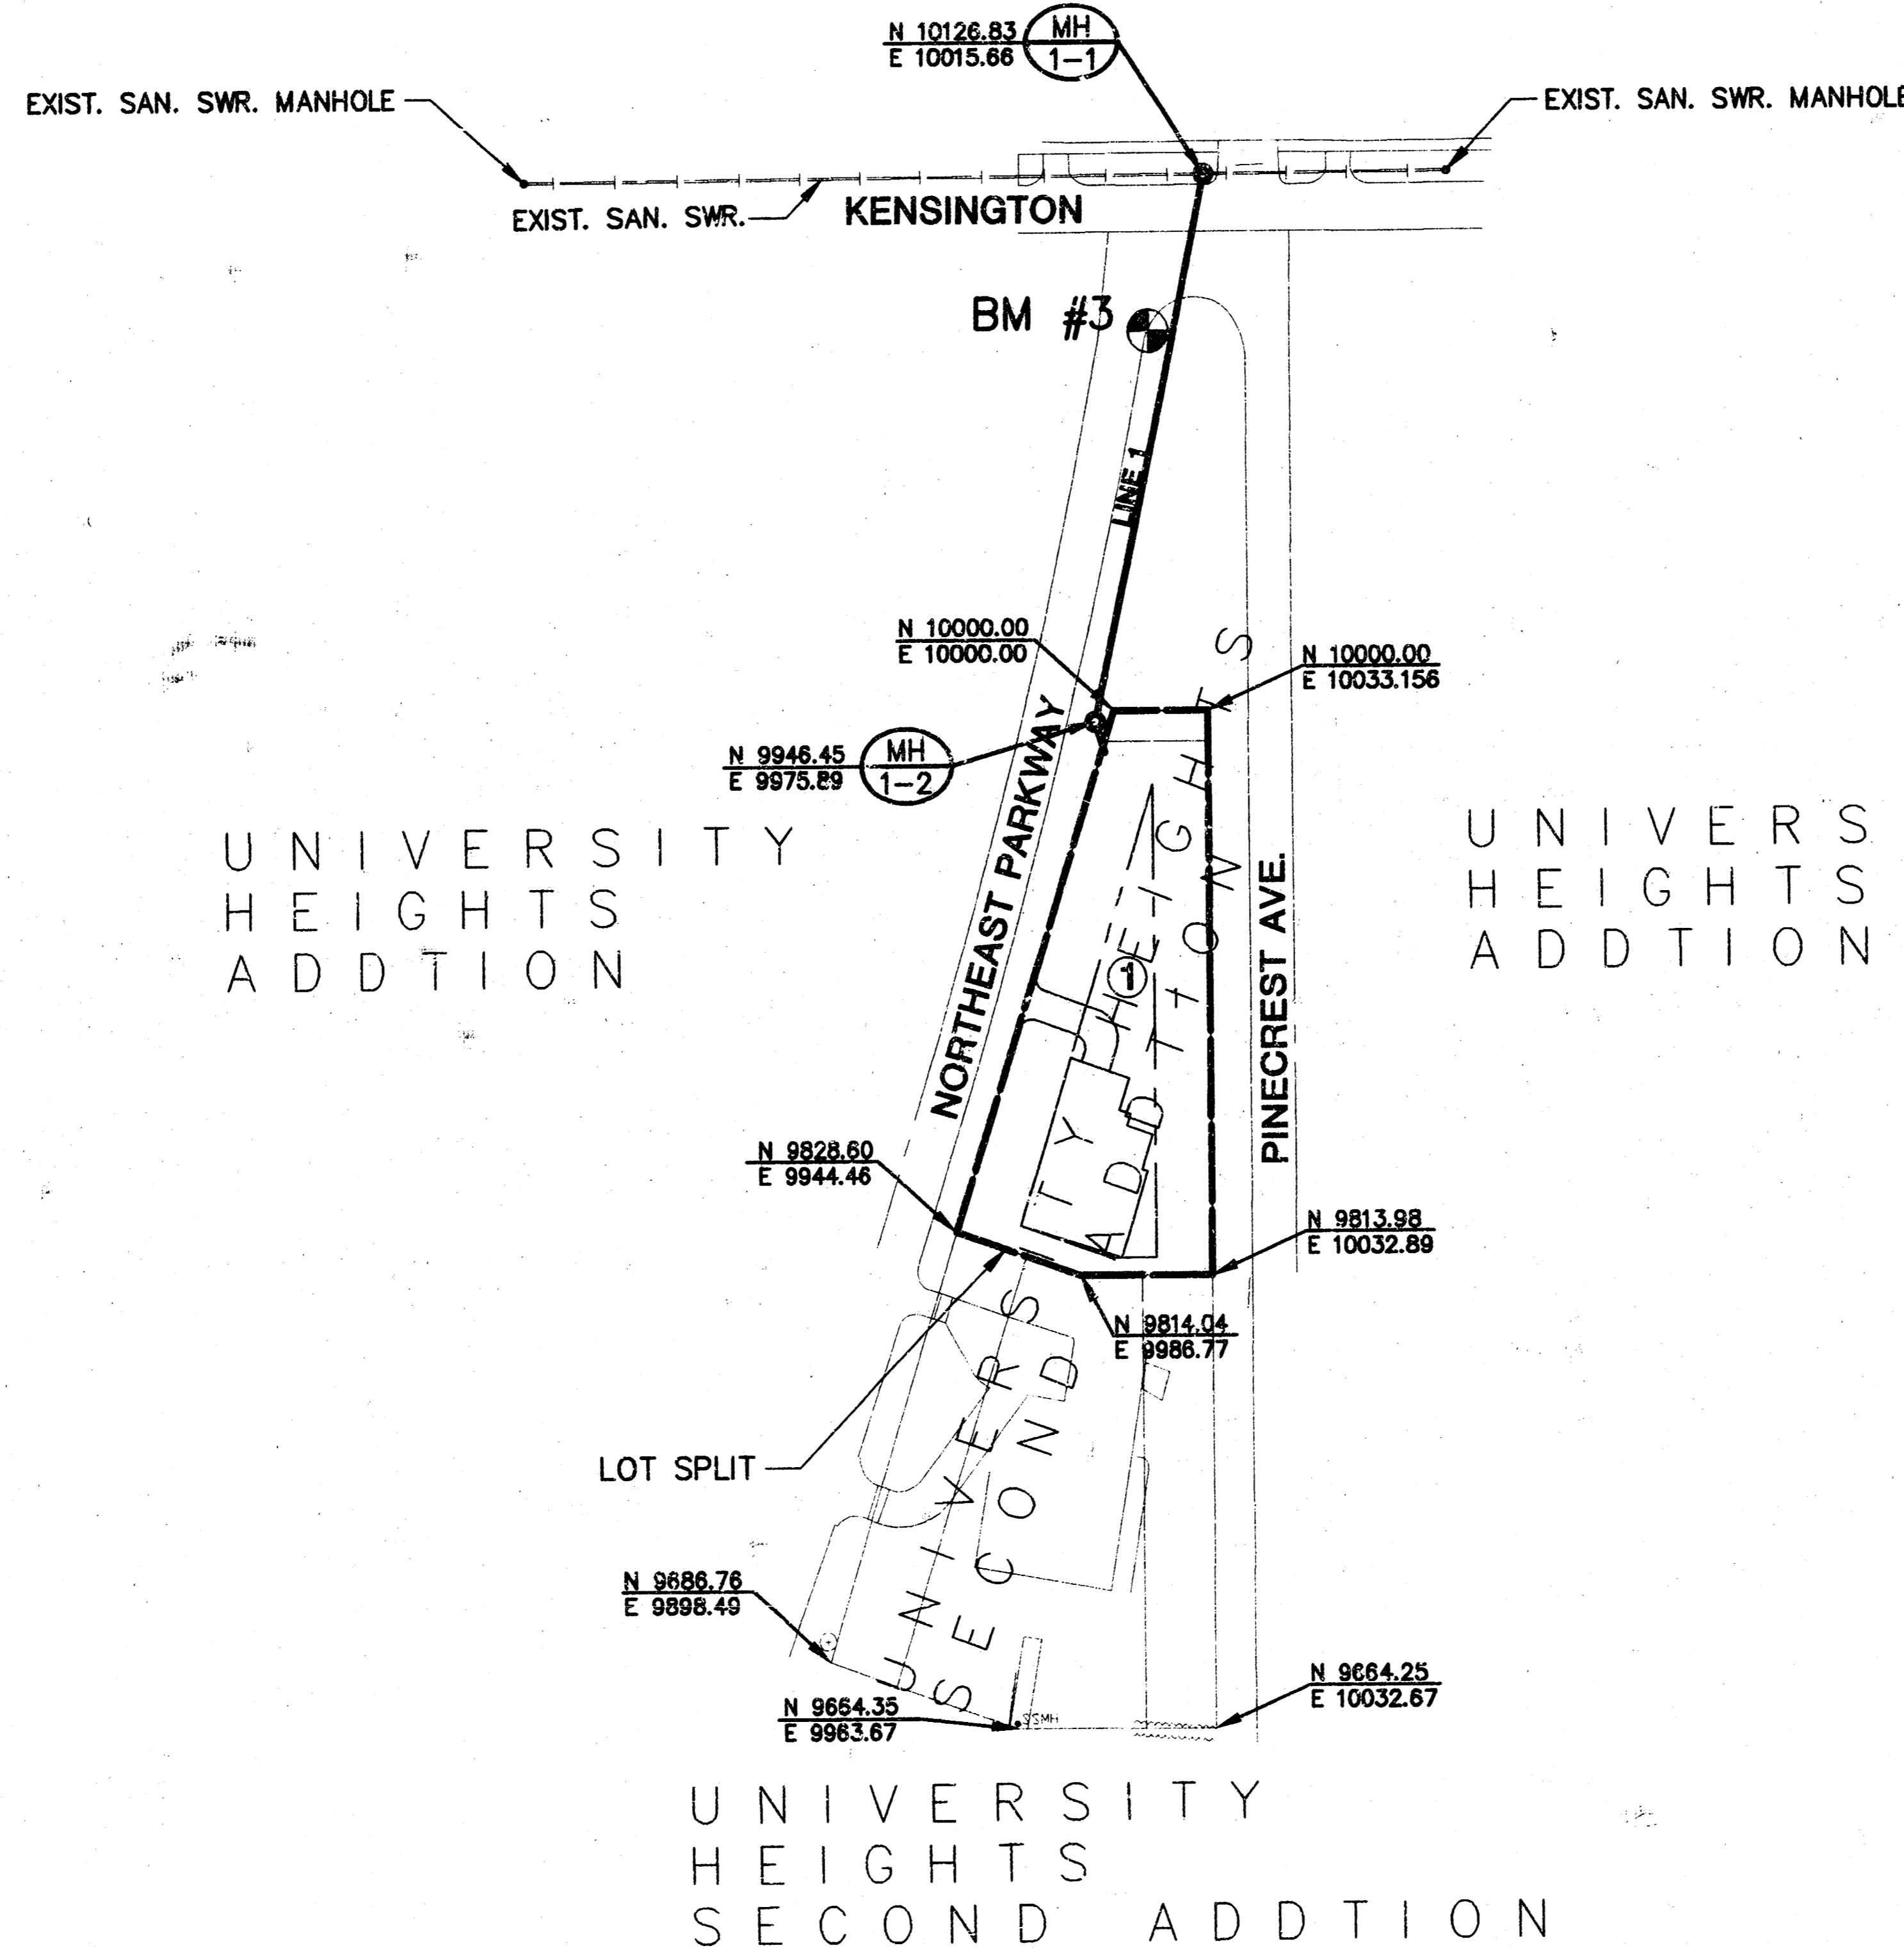 N 10126.83
E 10015.66
MH
1-1
EXIST. SAN. SWR. MANHOLE
EXIST. SAN. SWR. MANHOLE
EXIST. SAN. SWR.
KENSINGTON
BM #3
LINE 1
N 10000.00
E 10000.00
N 10000.00
E 10033.156
N 9946.45
E 9975.89
MH
1-2
NORTHEAST PARKWAY
PINECREST AVE.
UNIVERSITY
HEIGHTS
ADDTION
UNIVERS
HEIGHTS
ADDTION
1
UNIVERSITY HEIGHTS
SECOND ADDTIONN
N 9828.60
E 9944.46
N 9813.98
E 10032.89
N 9814.04
E 9986.77
LOT SPLIT
N 9686.76
E 9898.49
N 9664.35
E 9963.67
SSMH
N 9664.25
E 10032.67
UNIVERSITY
HEIGHTS
SECOND ADDTION